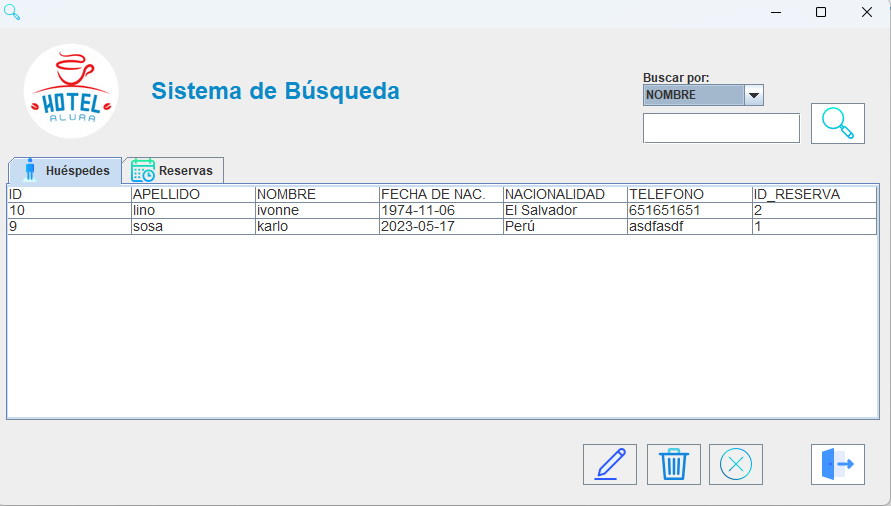 HOTEL
ALURA
Sistema de Búsqueda
Buscar por:
NOMBRE
Huéspedes
Reservas
ID APELLIDO NOMBRE FECHA DE NAC. NACIONALIDAD TELEFONO ID_RESERVA
10 lino ivonne 1974-11-06 El Salvador 651651651 2
9 sosa karlo 2023-05-17 Perú asdfasdf 1